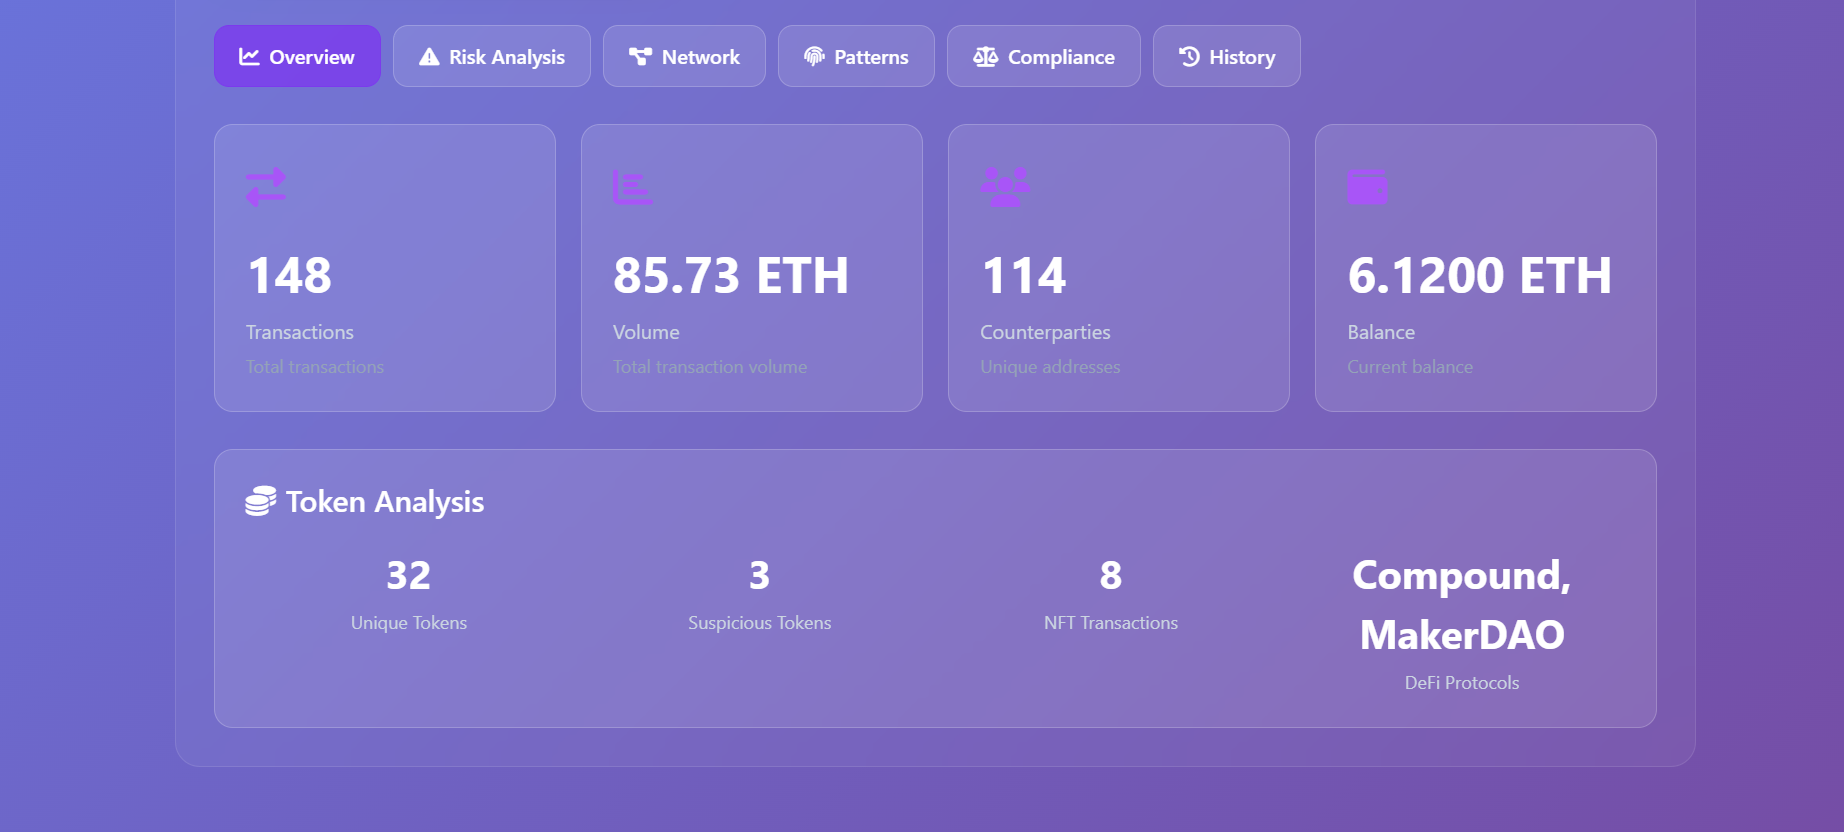 Overview
Risk Analysis
Network
Patterns
Compliance
History
148
Transactions
Total transactions
85.73 ETH
Volume
Total transaction volume
114
Counterparties
Unique addresses
6.1200 ETH
Balance
Current balance
Token Analysis
32
Unique Tokens
3
Suspicious Tokens
8
NFT Transactions
Compound,
MakerDAO
DeFi Protocols